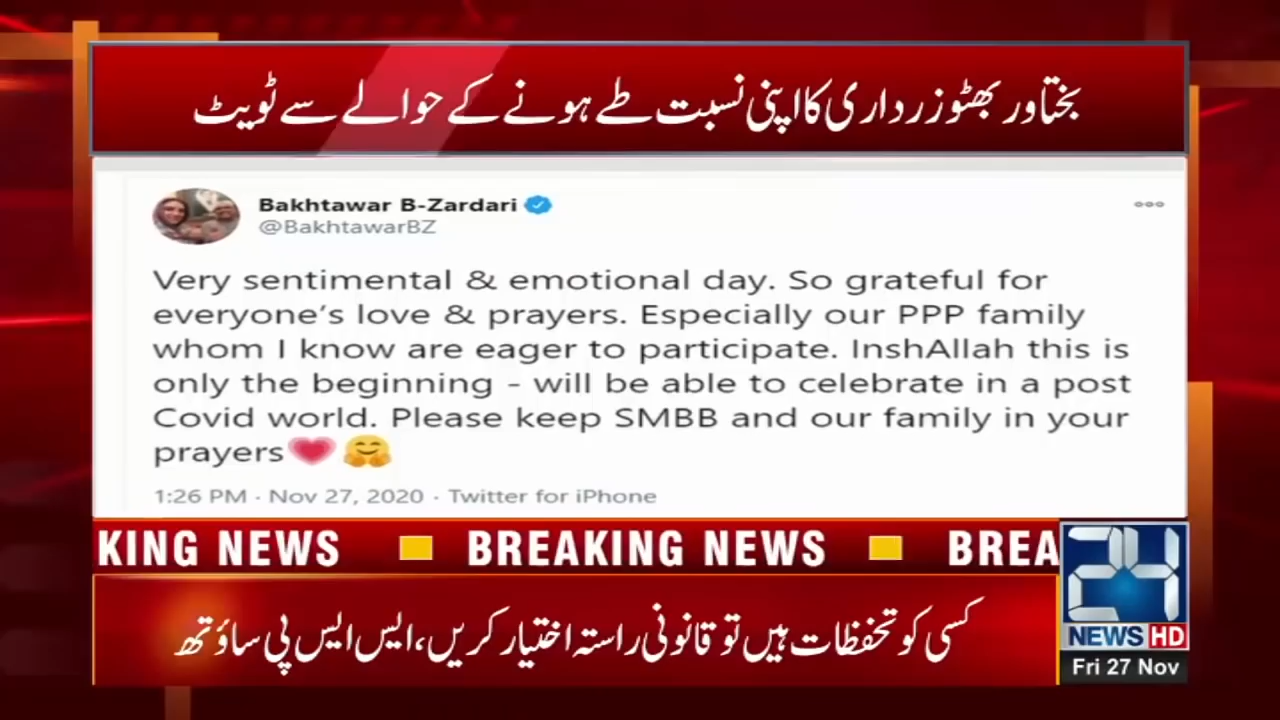 بختاور بھٹو زرداری کا اپنی نسبت طے ہونے کے حوالے سے ٹویٹ
Bakhtawar B-Zardari
@BakhtawarBZ
Very sentimental & emotional day. So grateful for
everyone's love & prayers. Especially our PPP family
whom I know are eager to participate. InshAllah this is
only the beginning - will be able to celebrate in a post
Covid world. Please keep SMBB and our family in your
prayers💗🤗
1:26 PM · Nov 27, 2020 · Twitter for iPhone
KING NEWS BREAKING NEWS BREA
کسی کو تحفظات ہیں تو قانونی راستہ اختیار کریں، ایس ایس پی ساؤتھ
24
NEWS HD
Fri 27 Nov